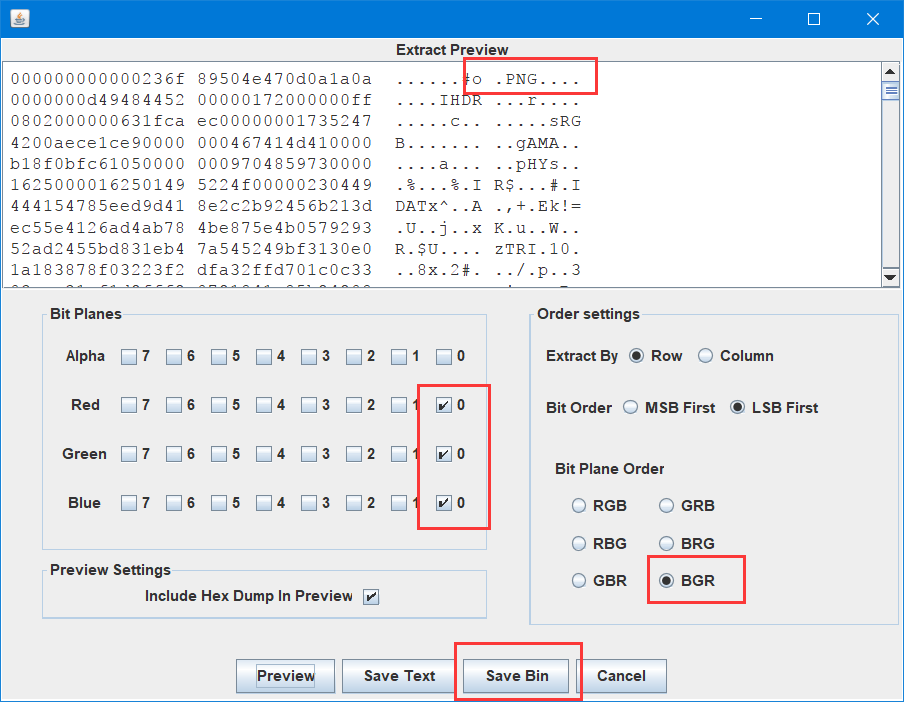 Extract Preview
000000000000236f 89504e470d0a1a0a ......#o .PNG....
0000000d49484452 00000172000000ff ....IHDR ...r....
0802000000631fca ec00000001735247 .....c.. .....sRG
4200aece1ce90000 000467414d410000 B....... ..gAMA..
b18f0bfc61050000 0009704859730000 ....a... ..pHYs..
1625000016250149 5224f00000230449 .%...%.I R$...#.I
444154785eed9d41 8e2c2b92456b213d DATx^..A .,+.Ek!=
ec55e4126ad4ab78 4be875e4b0579293 .U..j..x K.u..W..
52ad2455bd831eb4 7a545249bf3130e0 R.$U.... zTRI.10.
1a183878f03223f2 dfa32ffd701c0c33 ..8x.2#. ../.p..3
Bit Planes
Alpha 7 6 5 4 3 2 1 0
Red 7 6 5 4 3 2 1 0
Green 7 6 5 4 3 2 1 0
Blue 7 6 5 4 3 2 1 0
Preview Settings
Include Hex Dump In Preview
Order settings
Extract By Row Column
Bit Order MSB First LSB First
Bit Plane Order
RGB GRB
RBG BRG
GBR BGR
Preview Save Text Save Bin Cancel